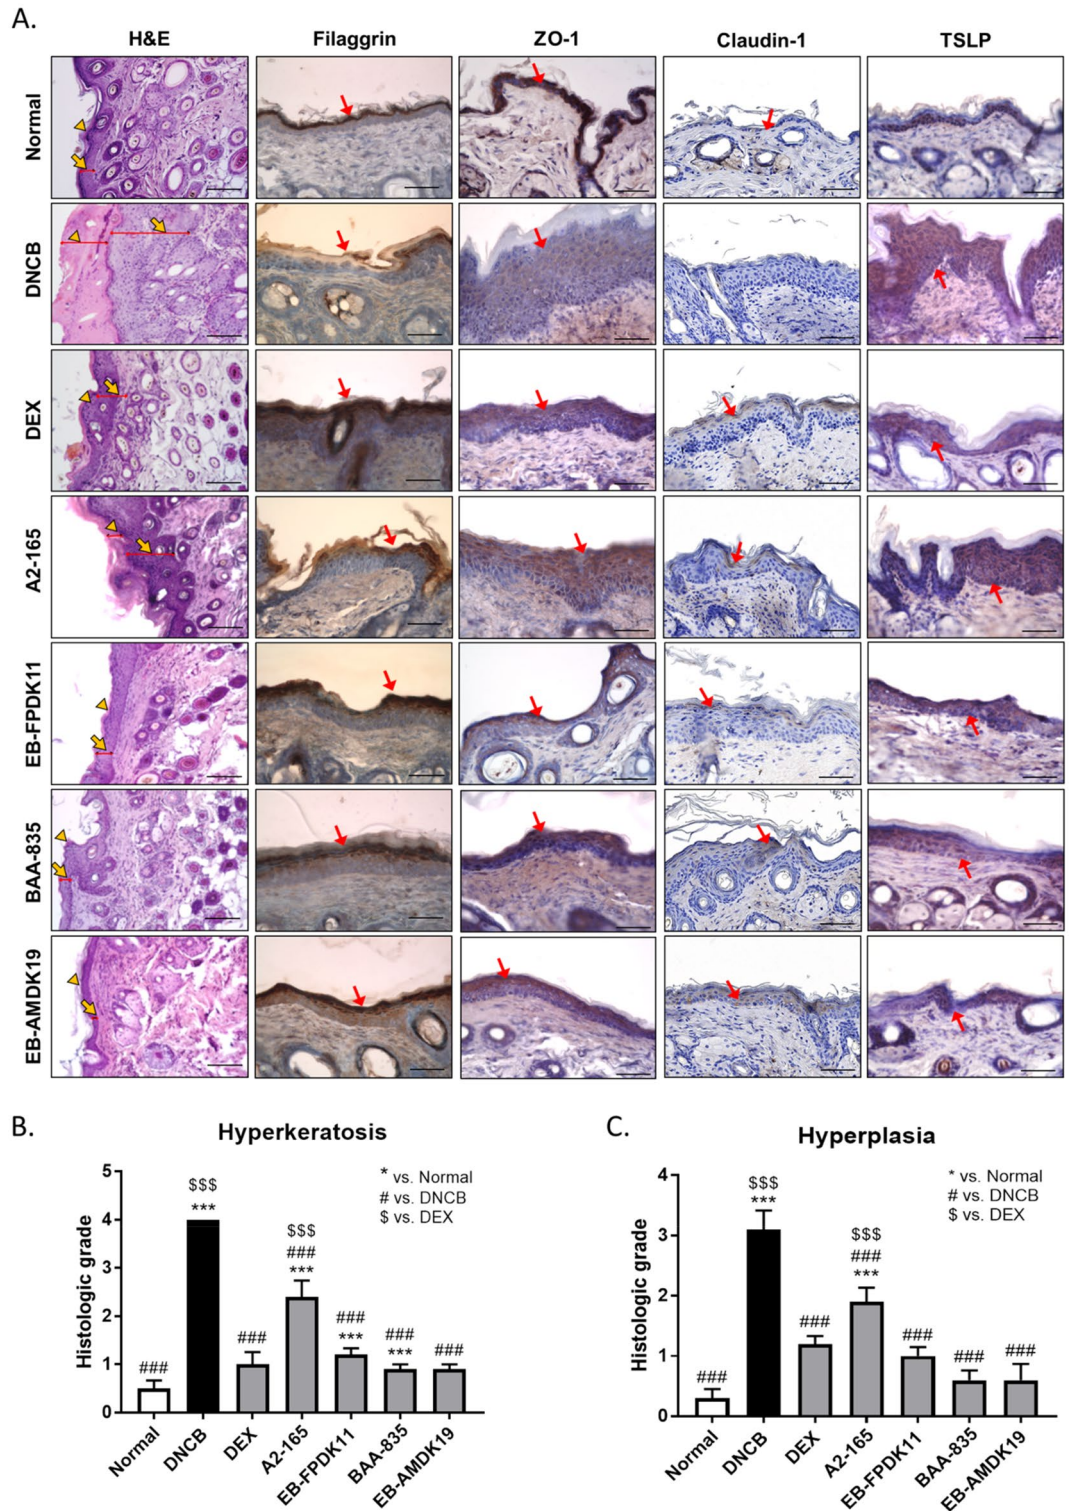 A.
H&E Filaggrin ZO-1 Claudin-1 TSLP
Normal
DNCB
DEX
A2-165
EB-FPDK11
BAA-835
EB-AMDK19
B.
Hyperkeratosis
* vs. Normal
# vs. DNCB
$ vs. DEX
Histologic grade
5
4
3
2
1
0
###
$$$
***
###
$$$
###
***
###
***
###
***
###
Normal
DNCB
DEX
A2-165
EB-FPDK11
BAA-835
EB-AMDK19
C.
Hyperplasia
* vs. Normal
# vs. DNCB
$ vs. DEX
Histologic grade
4
3
2
1
0
###
$$$
***
###
$$$
###
***
###
###
###
Normal
DNCB
DEX
A2-165
EB-FPDK11
BAA-835
EB-AMDK19